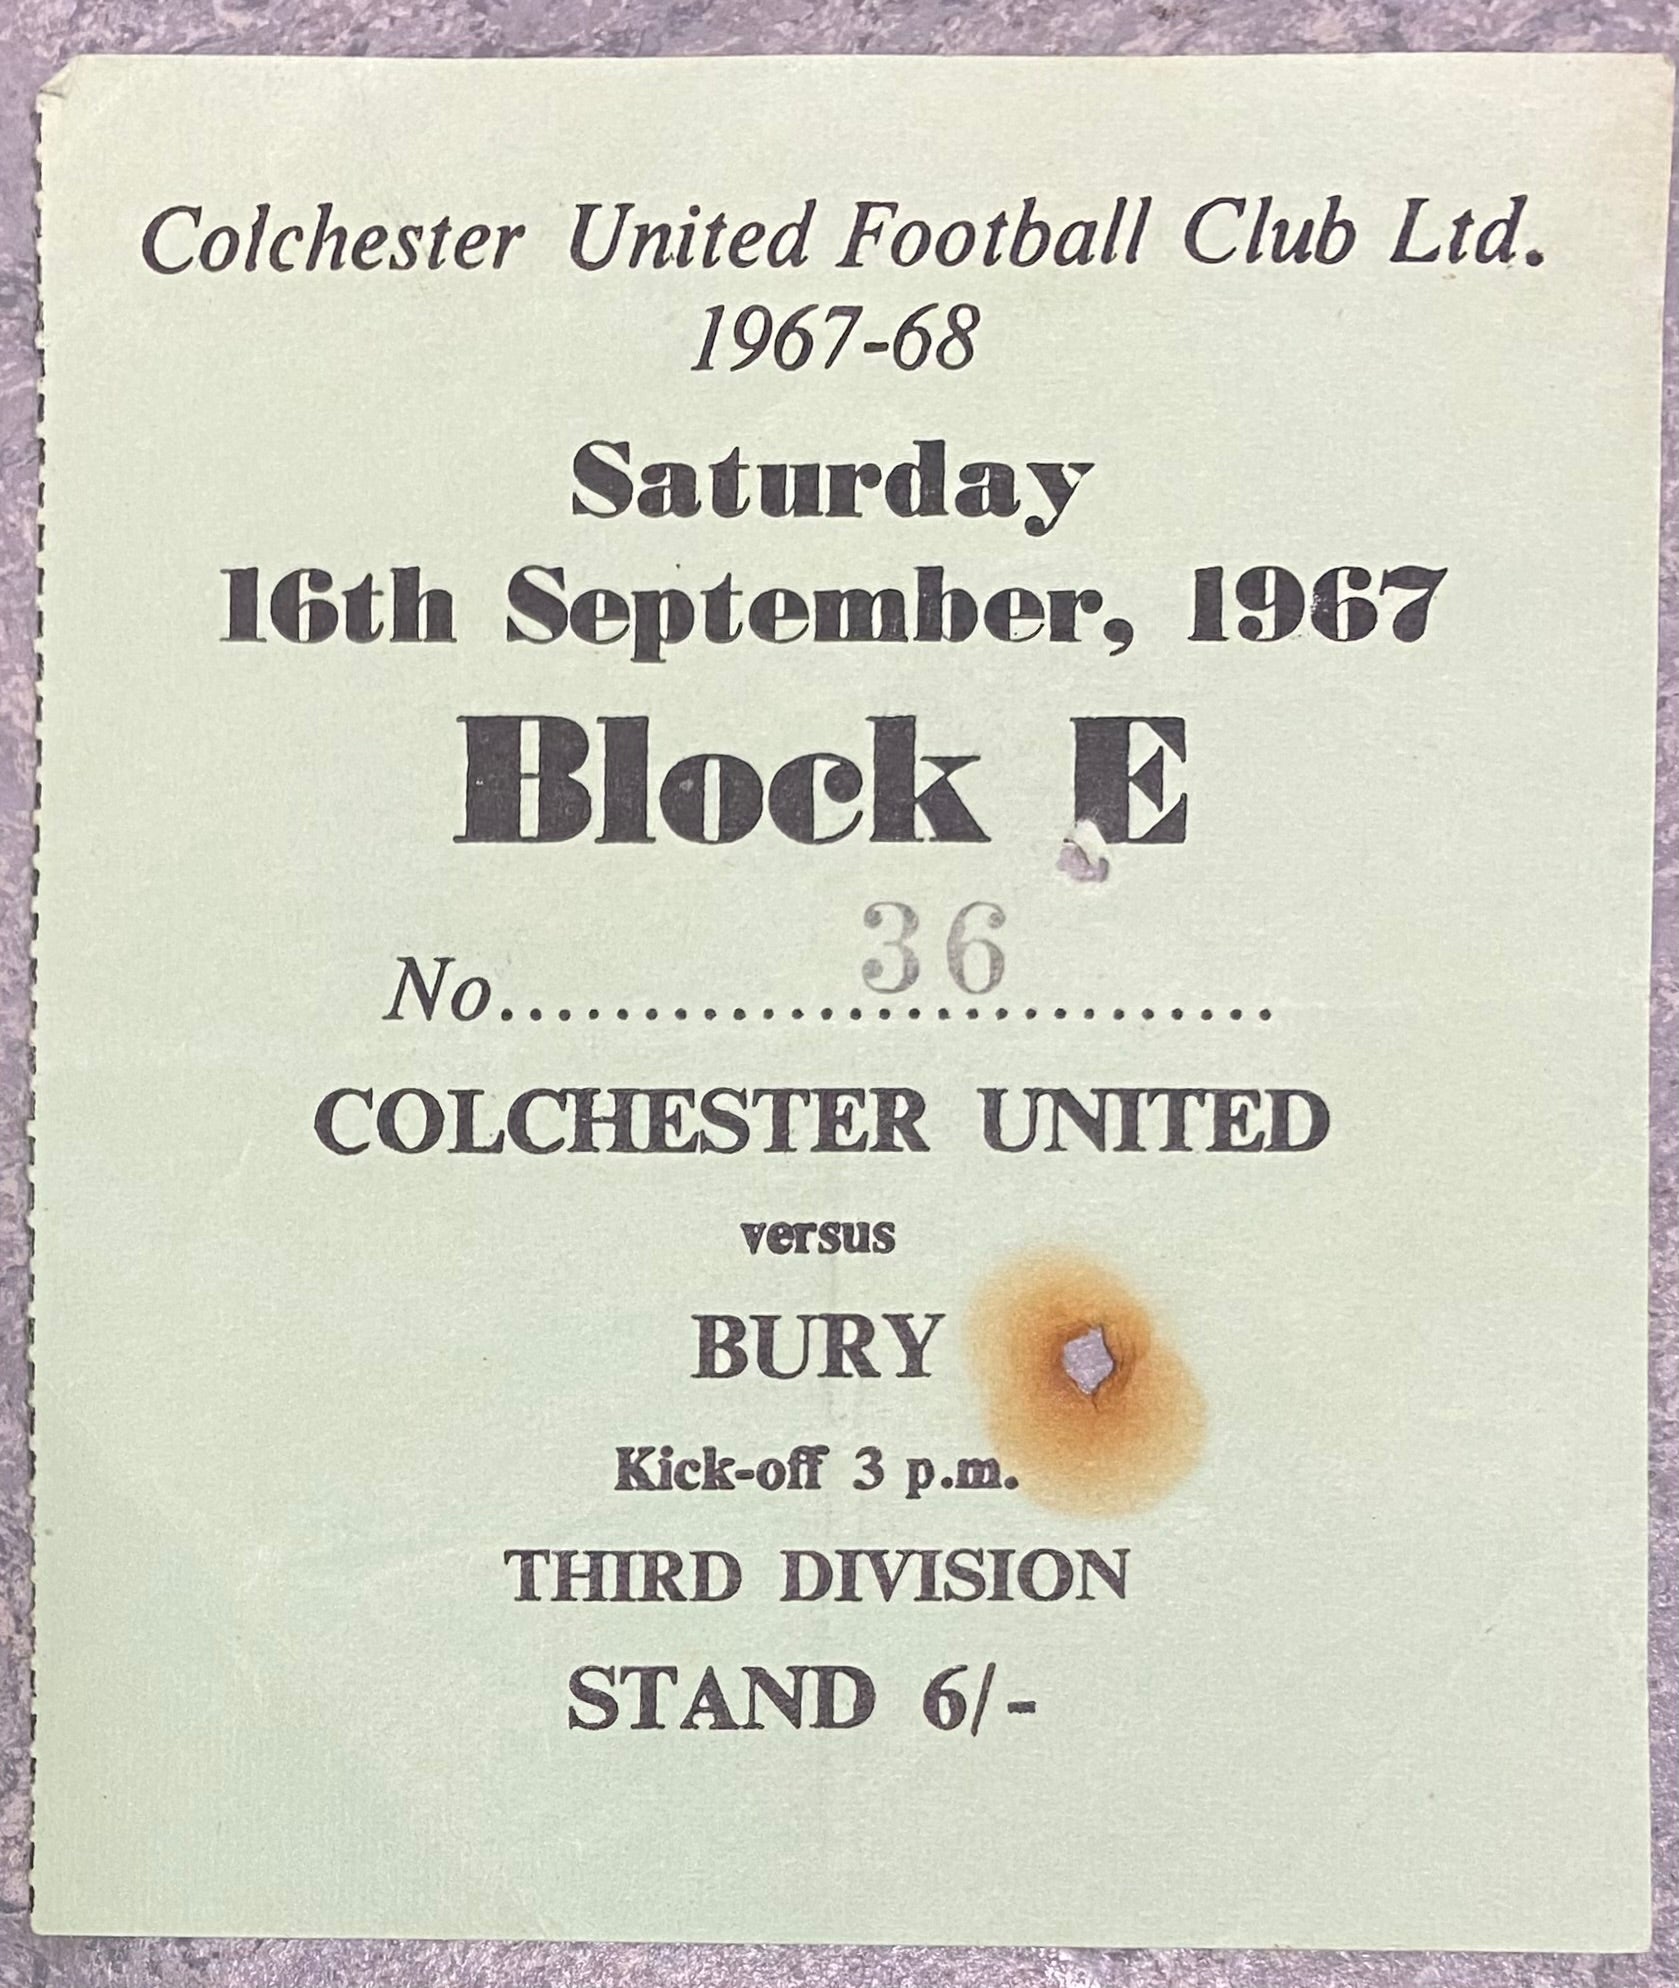 Colchester United Football Club Ltd.
1967-68
Saturday
16th September, 1967
Block E
No.............................. 36
COLCHESTER UNITED
versus
BURY
Kick-off 3 p.m.
THIRD DIVISION
STAND 6/-